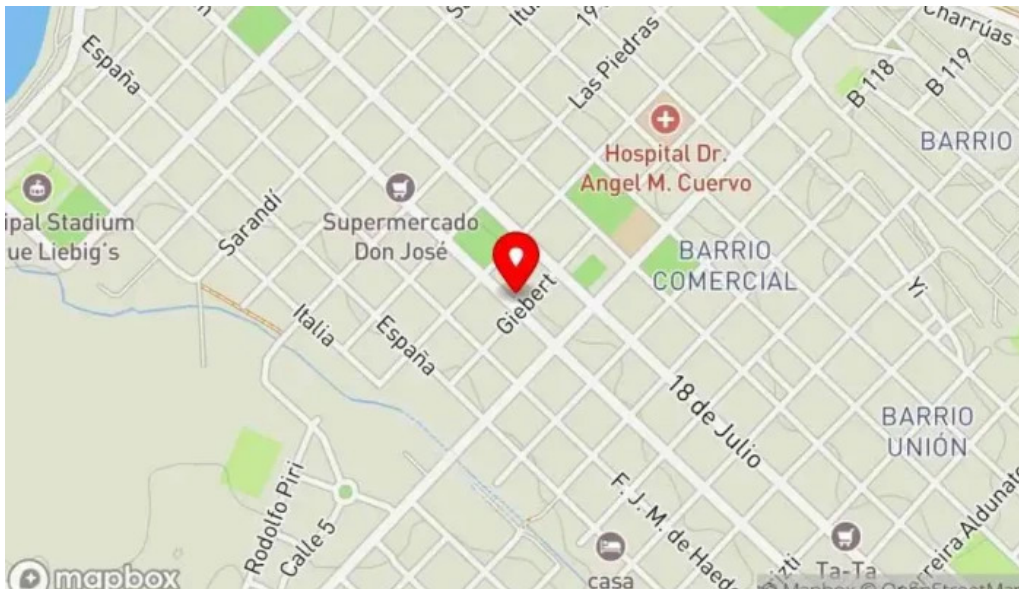 España
Las Piedras
Charrúas
B 118
B 119
BARRIO
Hospital Dr.
Angel M. Cuervo
ipal Stadium
ue Liebig's
Sarandí
Supermercado
Don José
BARRIO
COMERCIAL
Giebert
Yi
Italia
España
18 de Julio
BARRIO
UNIÓN
Rodolfo Piri
Calle 5
F. J. M. de Haedo
casa
Ta-Ta
mapbox
© Mapbox © OpenStreetMap